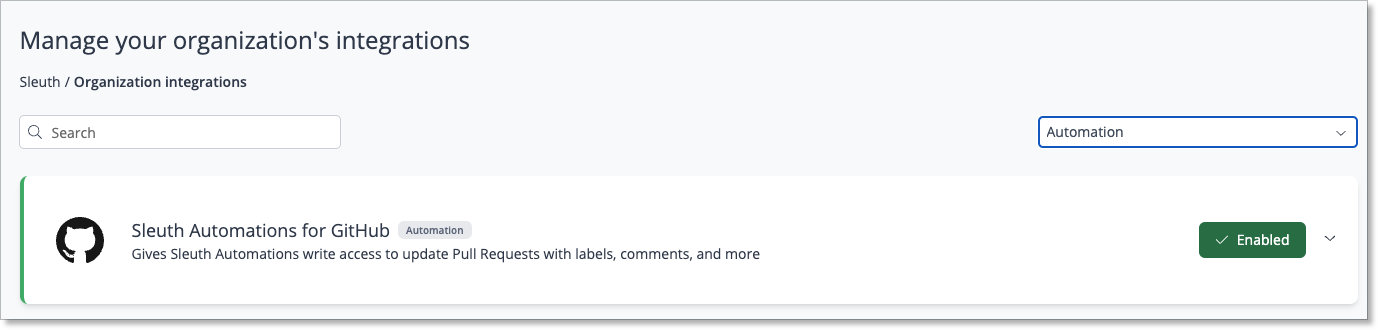 Manage your organization's integrations
Sleuth / Organization integrations
Search
Automation
Sleuth Automations for GitHub Automation
Gives Sleuth Automations write access to update Pull Requests with labels, comments, and more
Enabled